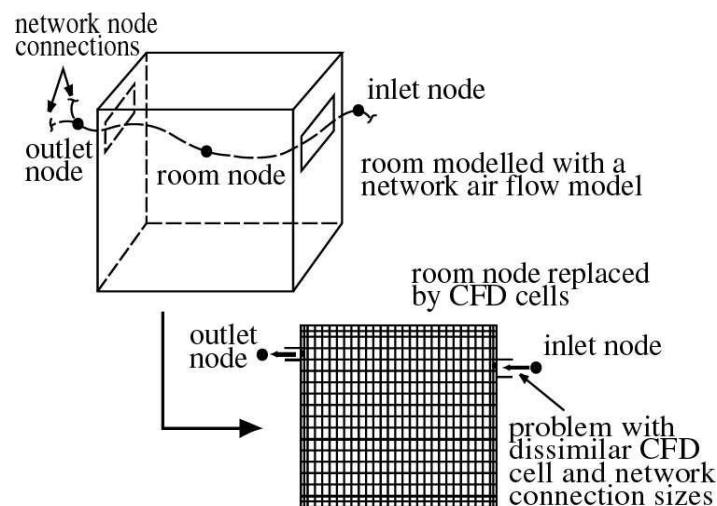 network node
connections
inlet node
outlet
node
room node
room modelled with a
network air flow model
room node replaced
by CFD cells
outlet
node
inlet node
problem with
dissimilar CFD
cell and network
connection sizes